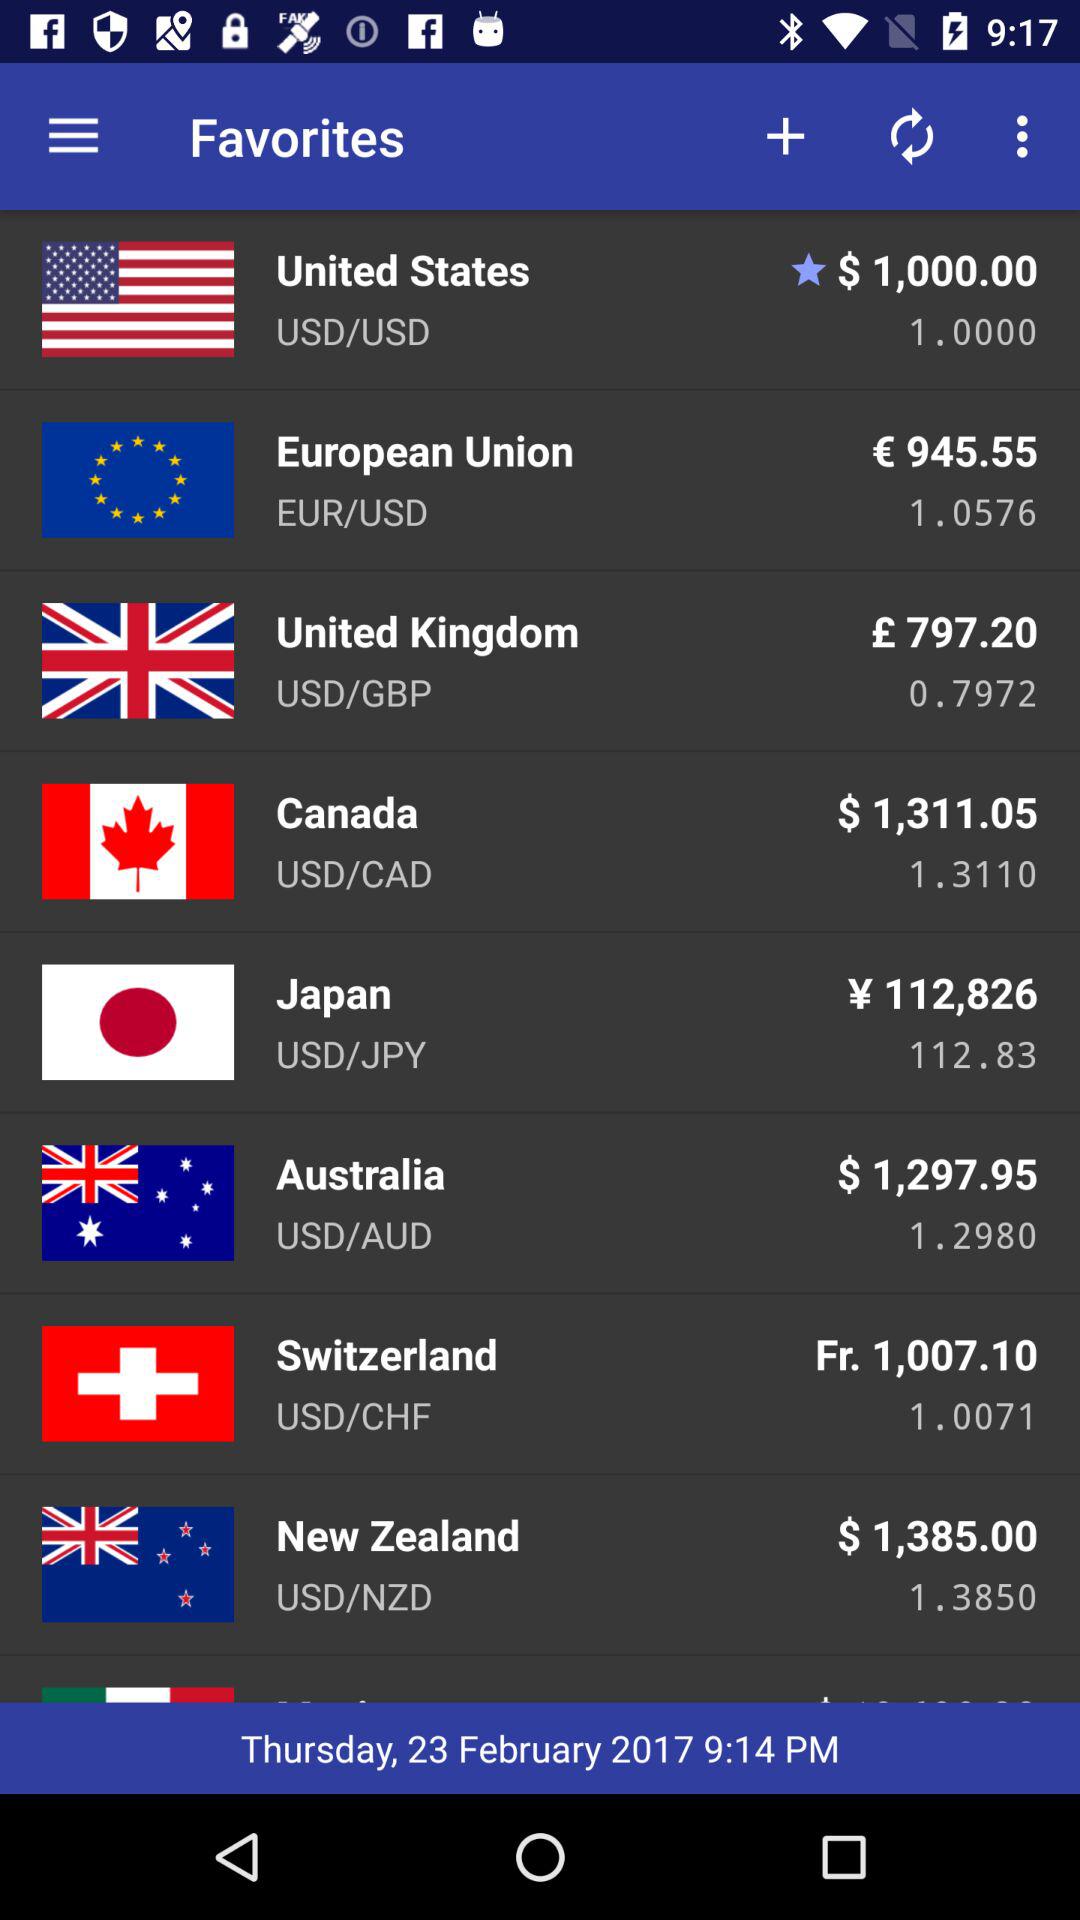 FAKE
9:17
Favorites
United States $ 1,000.00
USD/USD 1.0000
European Union € 945.55
EUR/USD 1.0576
United Kingdom £ 797.20
USD/GBP 0.7972
Canada $ 1,311.05
USD/CAD 1.3110
Japan ¥ 112,826
USD/JPY 112.83
Australia $ 1,297.95
USD/AUD 1.2980
Switzerland Fr. 1,007.10
USD/CHF 1.0071
New Zealand $ 1,385.00
USD/NZD 1.3850
Thursday, 23 February 2017 9:14 PM